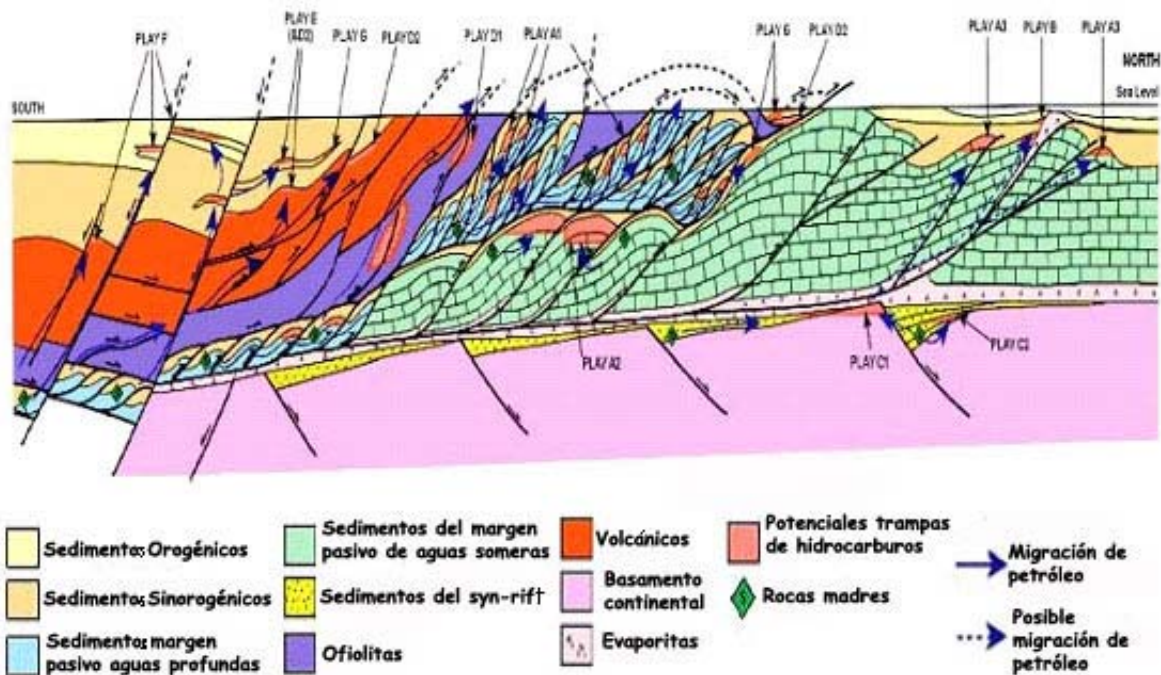 PLAY F
PLAY E
(&D2)
PLAY G
PLAY D2
PLAY D1
PLAY A1
PLAY G
PLAY D2
PLAY A3
PLAY B
PLAY A3
NORTH
SOUTH
Sea Level
PLAY A2
PLAY C1
PLAY C2
Sedimentos Orogénicos
Sedimentos Sinorogénicos
Sedimentos margen
pasivo aguas profundas
Sedimentos del margen
pasivo de aguas someras
Sedimentos del syn-rift
Ofiolitas
Volcánicos
Basamento
continental
Evaporitas
Potenciales trampas
de hidrocarburos
Rocas madres
Migración de
petróleo
Posible
migración de
petróleo